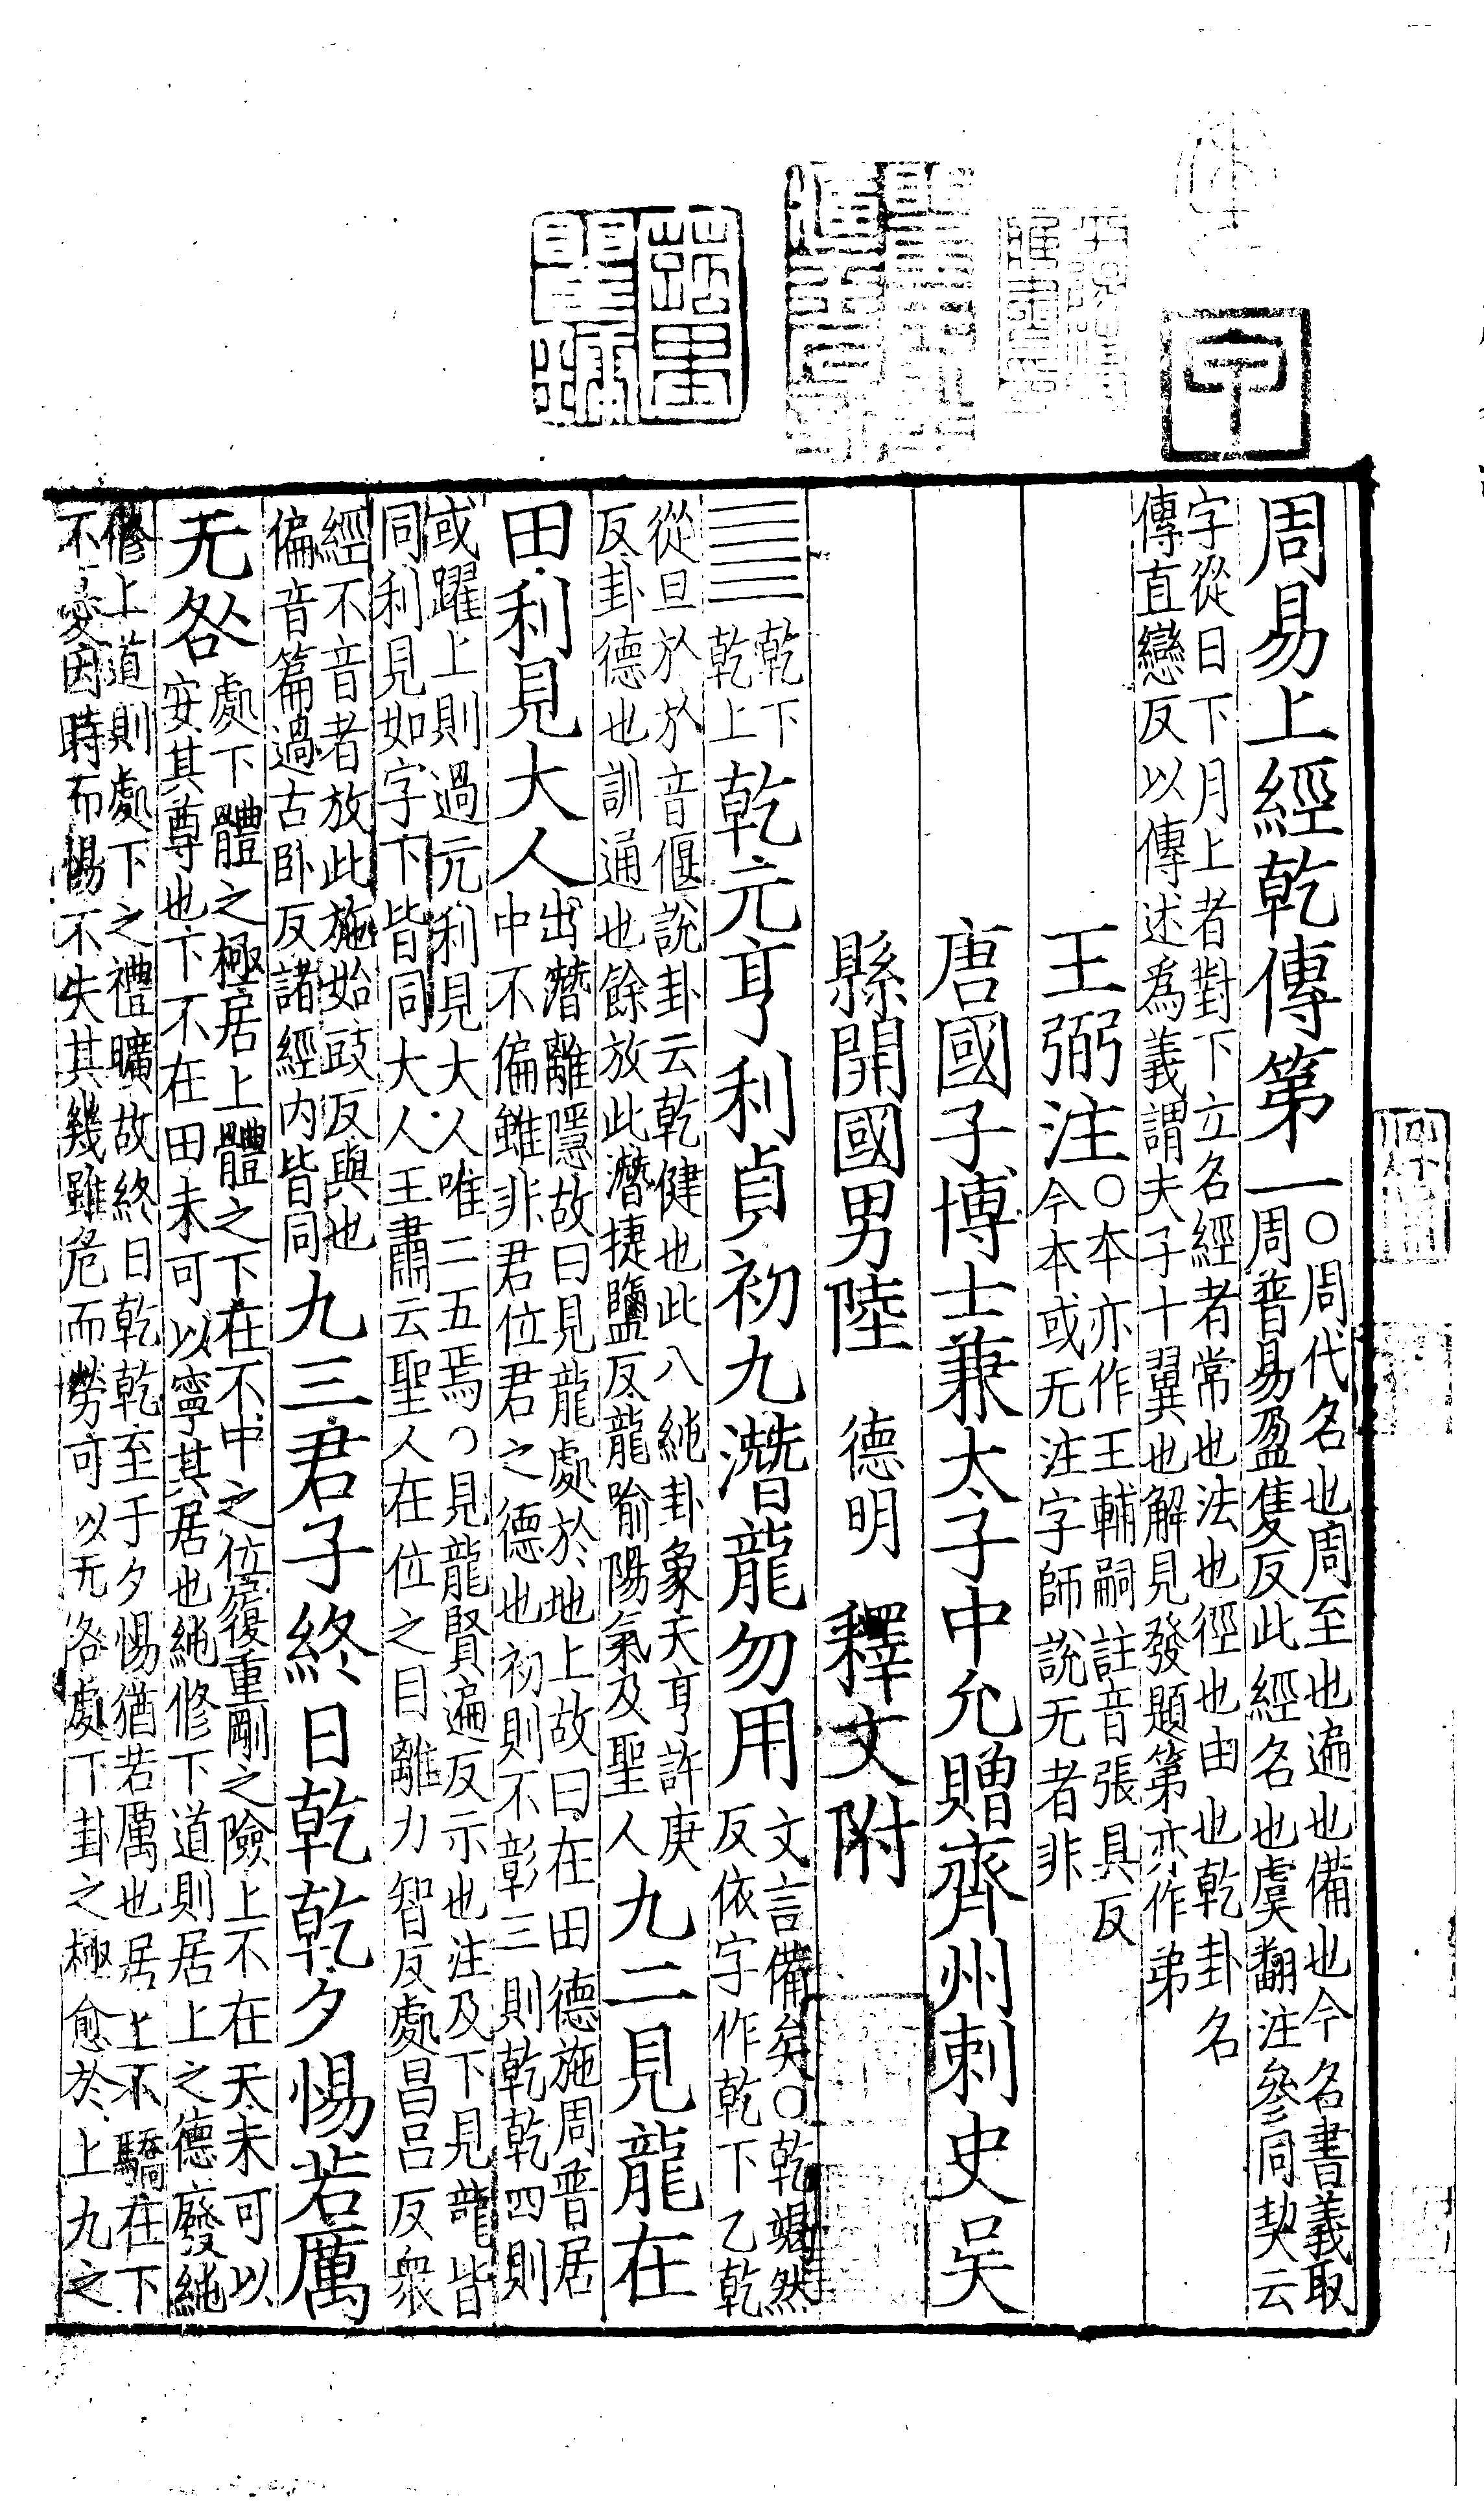 周易上經乾傳第一○周代名也周至也遍也備也今名書義取
周普易盈隻反此經名也虞翻注參同契云
字從日下月上者對下立名經者常也法也徑也由也乾卦名
傳直戀反以傳述為義謂夫子十翼也解見發題第亦作弟
王弼注○本亦作王輔嗣註音張具反
今本或无注字師說无者非
唐國子博士兼太子中允贈齊州刺史吳
縣開國男陸 德明 釋文附
䷀乾下
乾上
乾元亨利貞初九潛龍勿用文言備矣○乾竭然
反依字作乾下乙乾
從旦於於音偃說卦云乾健也此八純卦象天亨許庚
反卦德也訓通也餘放此潛捷鹽反龍喻陽氣及聖人
九二見龍在
田利見大人出潛離隱故曰見龍處於地上故曰在田德施周普居
中不偏雖非君位君之德也初則不彰三則乾乾四則
或躍上則過元利見大人唯二五焉○見龍賢遍反示也注及下見龍皆
同利見如字下皆同大人王肅云聖人在位之目離力智反處昌呂反衆
經不音者放此施始豉反與也
偏音篇過古卧反諸經内皆同
九三君子終日乾乾夕惕若厲
无咎處下體之極居上體之下在不中之位履重剛之險上不在天未可以
安其尊也下不在田未可以寧其居也純修下道則居上之德廢純
修上道則處下之禮曠故終日乾乾至于夕惕猶若厲也居上不驕在下
不憂因時而惕不失其幾雖危而勞可以无咎處下卦之極愈於上九之